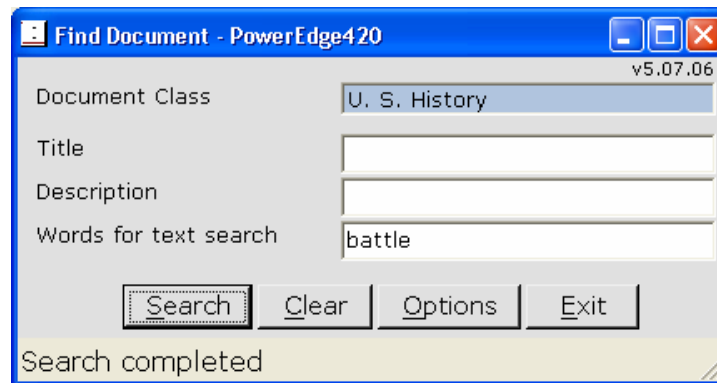 Find Document - PowerEdge420
v5.07.06
Document Class U. S. History
Title
Description
Words for text search battle
Search Clear Options Exit
Search completed